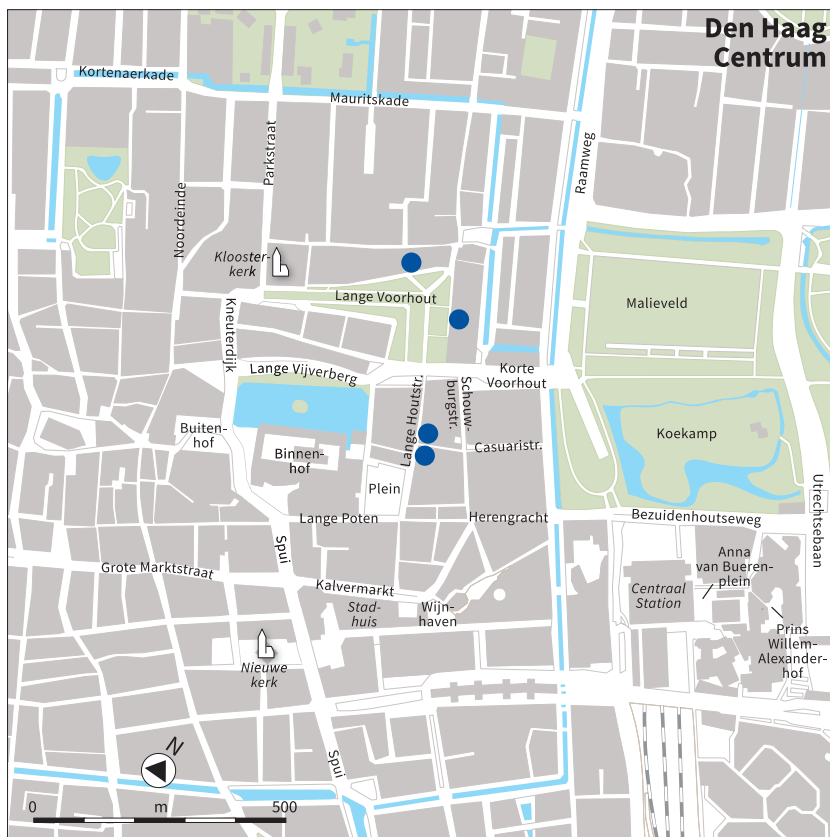 Den Haag
Centrum
Kortenaerkade
Mauritskade
Parkstraat
Raamweg
Noordeinde
Klooster-
kerk
Lange Voorhout
Malieveld
Kneuterdijk
Lange Vijverberg
Korte
Voorhout
Lange Houtstr.
Schouw-
burgstr.
Buiten-
hof
Binnen-
hof
Casuaristr.
Koekamp
Plein
Lange Poten
Herengracht
Bezuidenhoutseweg
Utrechtsebaan
Spui
Grote Marktstraat
Kalvermarkt
Stad-
huis
Wijn-
haven
Centraal
Station
Anna
van Bueren-
plein
Prins
Willem-
Alexander-
hof
Nieuwe
kerk
Spui
N
0 m 500